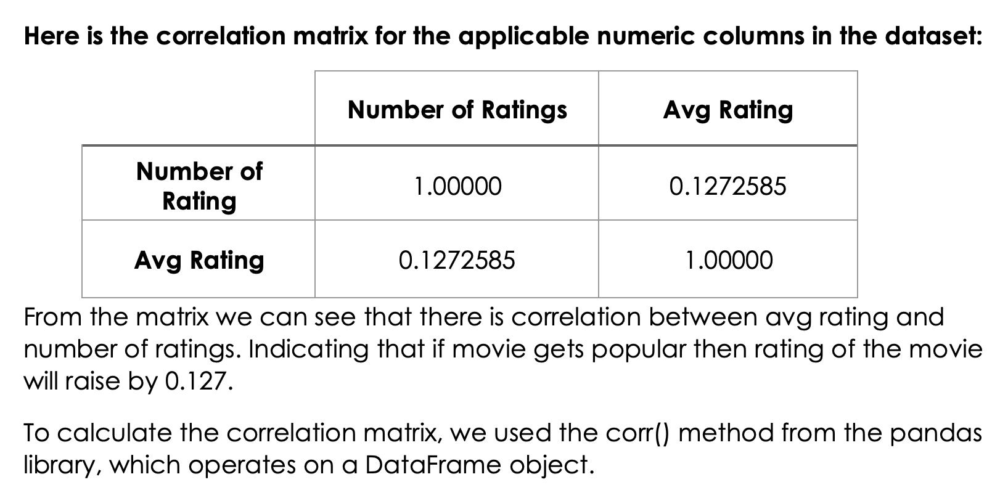 Here is the correlation matrix for the applicable numeric columns in the dataset:
Number of Ratings Avg Rating
Number of
Rating
1.00000 0.1272585
Avg Rating 0.1272585 1.00000
From the matrix we can see that there is correlation between avg rating and
number of ratings. Indicating that if movie gets popular then rating of the movie
will raise by 0.127.
To calculate the correlation matrix, we used the corr() method from the pandas
library, which operates on a DataFrame object.